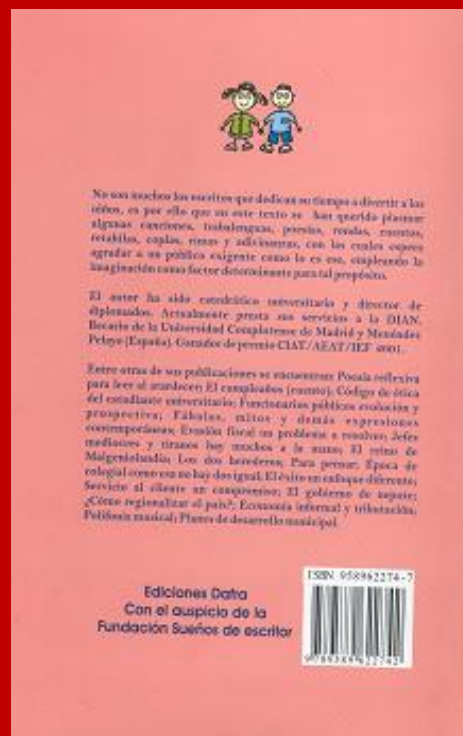 No son muchos los escritos que dedican su tiempo a divertir a los
niños, es por ello que en este texto se han querido plasmar
algunas canciones, trabalenguas, poesías, rondas, cuentos,
retahílas, coplas, rimas y adivinanzas, con los cuales espero
agradar a un público exigente como lo es ese, empleando la
imaginación como factor determinante para tal propósito.
El autor ha sido catedrático universitario y director de
diplomados. Actualmente presta sus servicios a la DIAN.
Becario de la Universidad Complutense de Madrid y Menéndez
Pelayo (España). Ganador de permio CIAT/AEAT/IEF 2001.
Entre otras de sus publicaciones se encuentran: Poesía reflexiva
para leer al atardecer; El cumpleaños (cuento). Código de ética
del estudiante universitario; Funcionarios públicos evolución y
prospectiva; Fábulas, mitos y demás expresiones
contemporáneas; Evasión fiscal un problema a resolver; Jefes
mediocres y tiranos hay muchos a la mano; El reino de
Malgeniolandia; Los dos herederos; Para pensar; Época de
colegial como esa no hay dos igual; El éxito un enfoque diferente;
Servicio al cliente un compromiso; El gobierno de
¿Cómo regionalizar el país?; Economía informal y tributación;
Polifonía musical; Planes de desarrollo municipal.
ISBN 958962274-7
Ediciones Dafra
Con el auspicio de la
Fundación Sueños de escritor
9789589622742